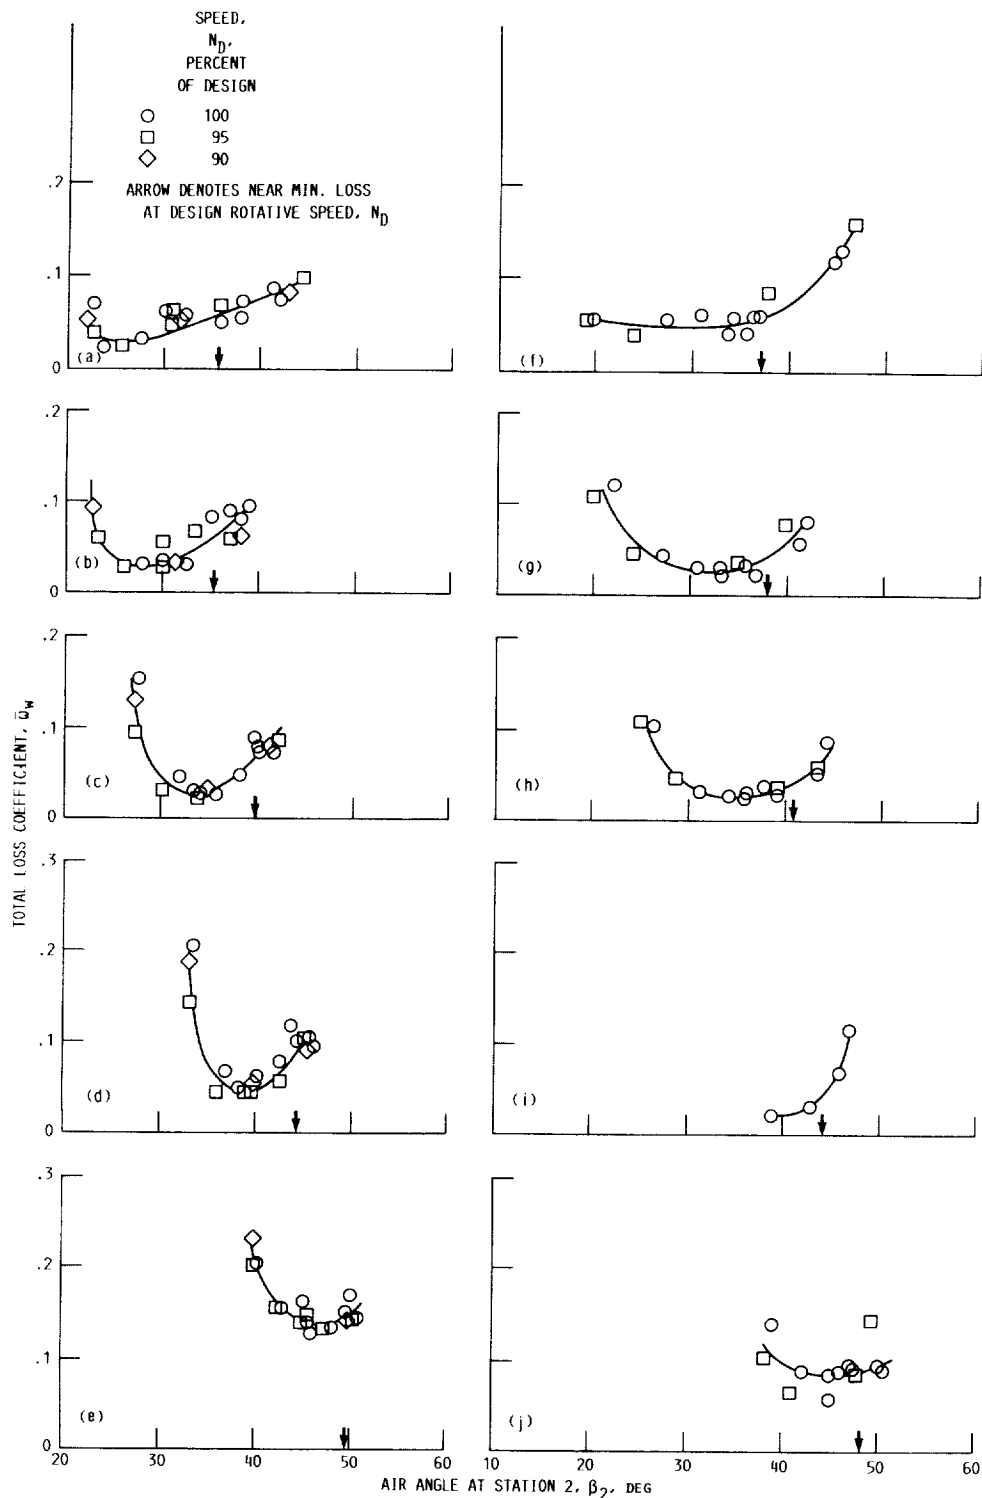 SPEED,
N_D,
PERCENT
OF DESIGN
100
95
90
ARROW DENOTES NEAR MIN. LOSS
AT DESIGN ROTATIVE SPEED, N_D
.2
.1
0
(a)
(f)
.2
.1
0
(b)
(g)
.2
.1
0
(c)
(h)
.3
.2
.1
0
(d)
(i)
.3
.2
.1
0
(e)
(j)
20 30 40 50 60
10 20 30 40 50 60
TOTAL LOSS COEFFICIENT, ω̄_w
AIR ANGLE AT STATION 2, β₂, DEG